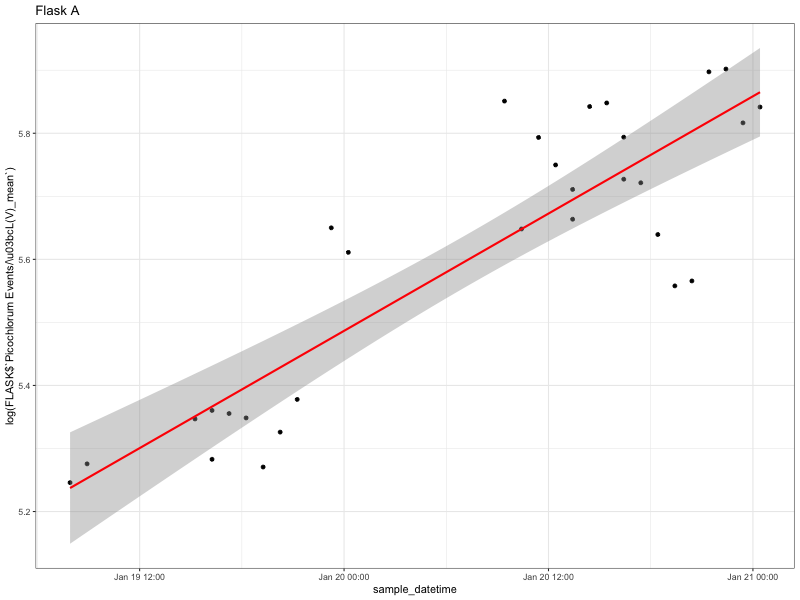 Flask A
log(FLASK$`Picochlorum Events/\u03bcL(V)_mean`)
5.8
5.6
5.4
5.2
Jan 19 12:00
Jan 20 00:00
Jan 20 12:00
Jan 21 00:00
sample_datetime